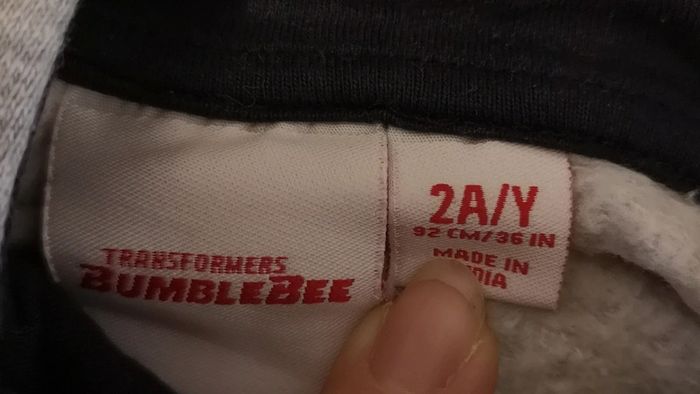 TRANSFORMERS
BUMBLEBEE
2A/Y
92 CM/36 IN
MADE IN